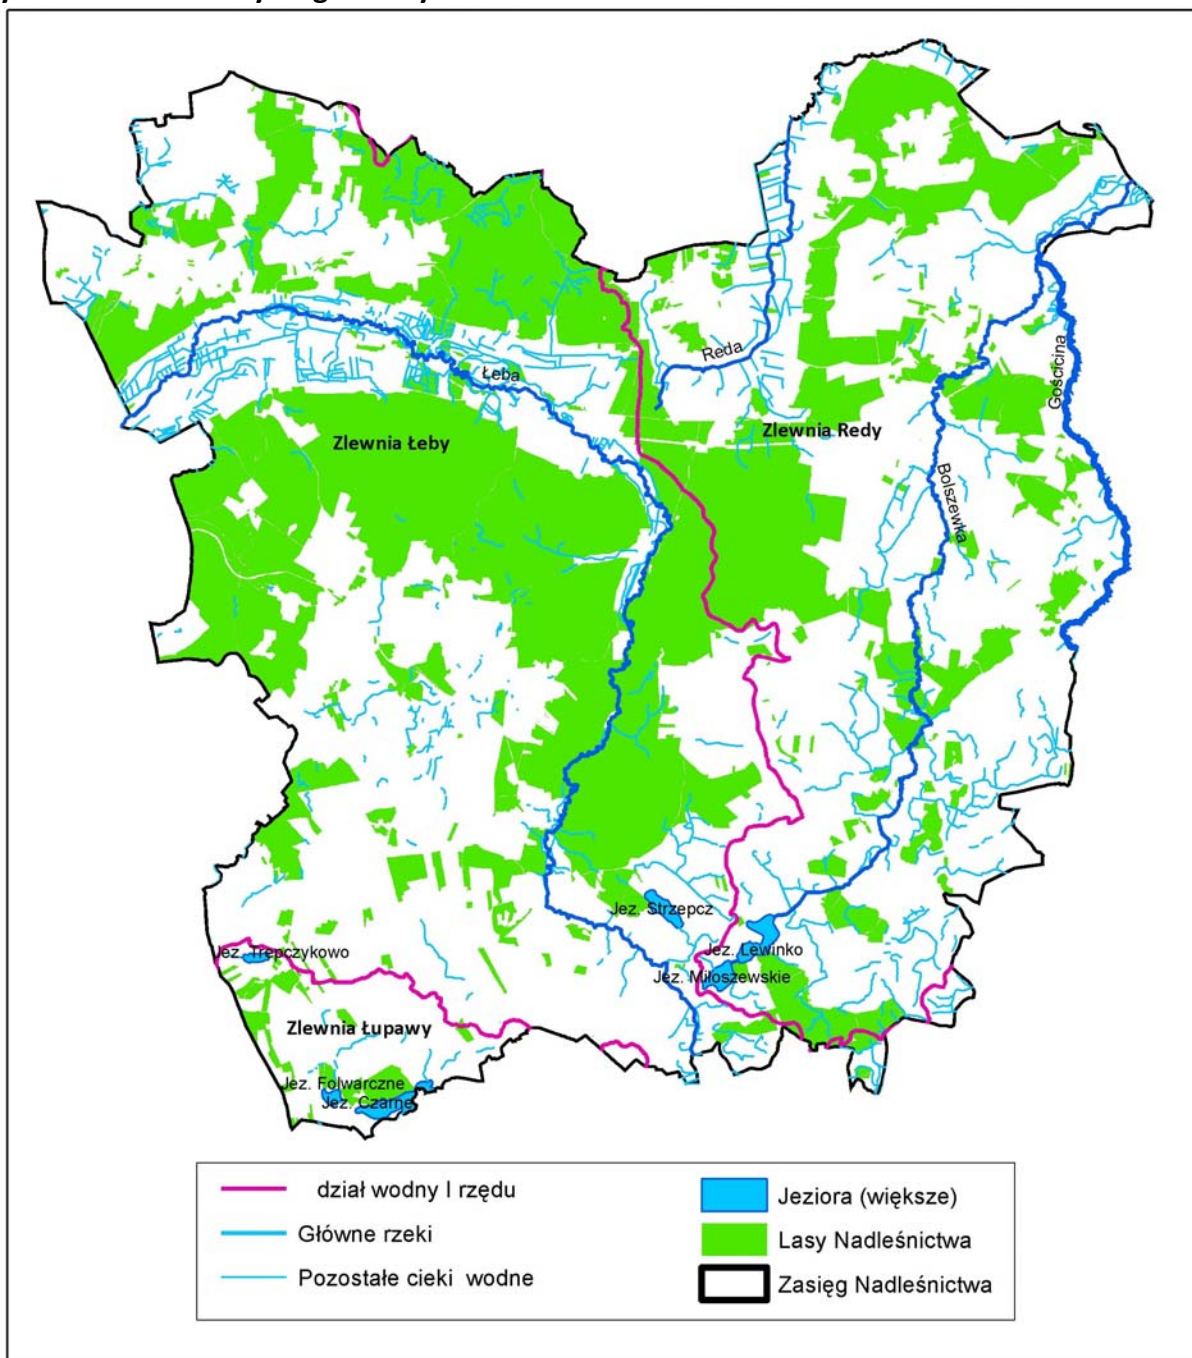 Reda
Łeba
Gościcina
Zlewnia Łeby
Zlewnia Redy
Bolszewka
Jez. Strzepcz
Jez. Lewinko
Jez. Trepczykowo
Jez. Miłoszewskie
Zlewnia Łupawy
Jez. Folwarczne
Jez. Czarne
dział wodny I rzędu
Główne rzeki
Pozostałe cieki wodne
Jeziora (większe)
Lasy Nadleśnictwa
Zasięg Nadleśnictwa